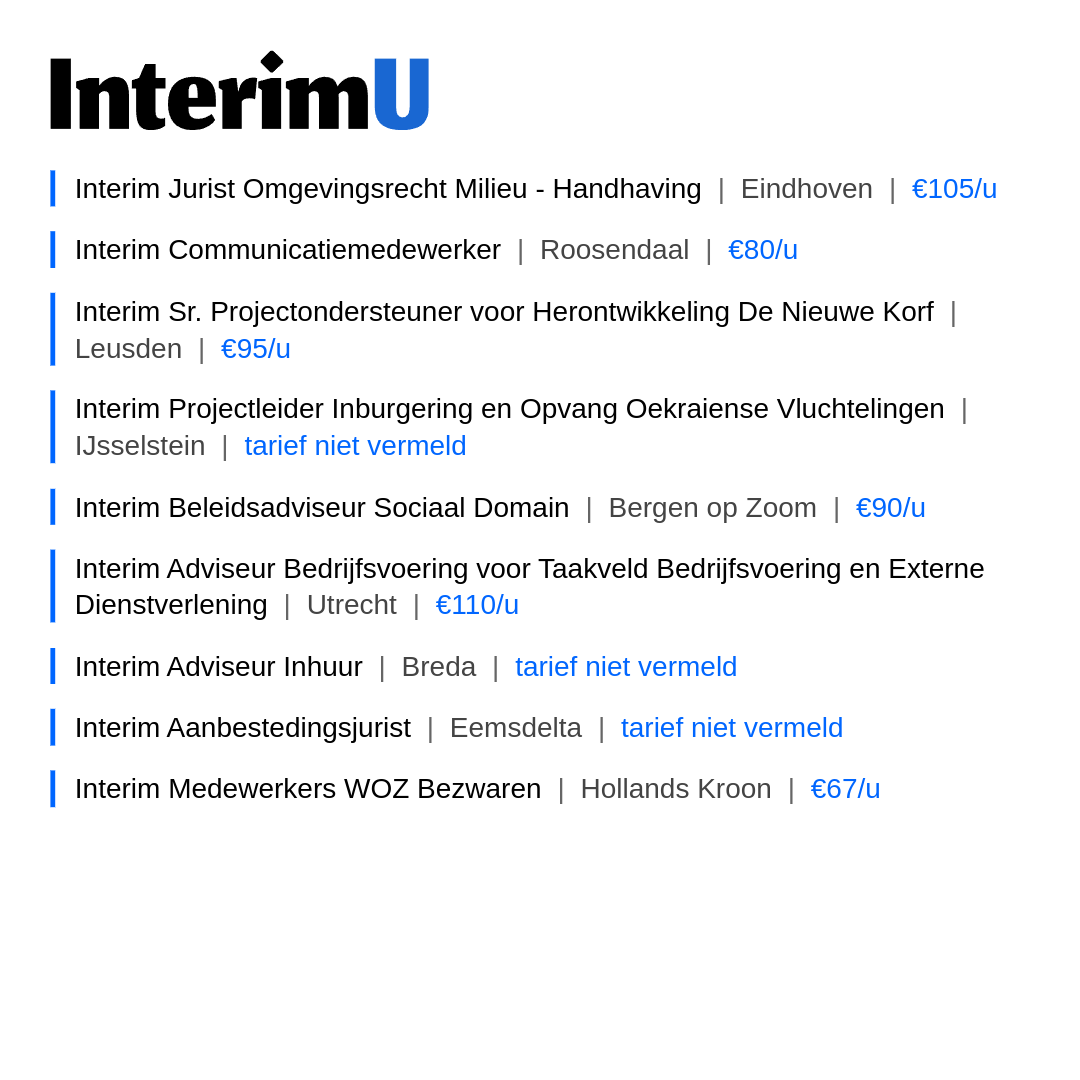 InterimU
Interim Jurist Omgevingsrecht Milieu - Handhaving | Eindhoven | €105/u
Interim Communicatiemedewerker | Roosendaal | €80/u
Interim Sr. Projectondersteuner voor Herontwikkeling De Nieuwe Korf |
Leusden | €95/u
Interim Projectleider Inburgering en Opvang Oekraiense Vluchtelingen |
IJsselstein | tarief niet vermeld
Interim Beleidsadviseur Sociaal Domain | Bergen op Zoom | €90/u
Interim Adviseur Bedrijfsvoering voor Taakveld Bedrijfsvoering en Externe
Dienstverlening | Utrecht | €110/u
Interim Adviseur Inhuur | Breda | tarief niet vermeld
Interim Aanbestedingsjurist | Eemsdelta | tarief niet vermeld
Interim Medewerkers WOZ Bezwaren | Hollands Kroon | €67/u